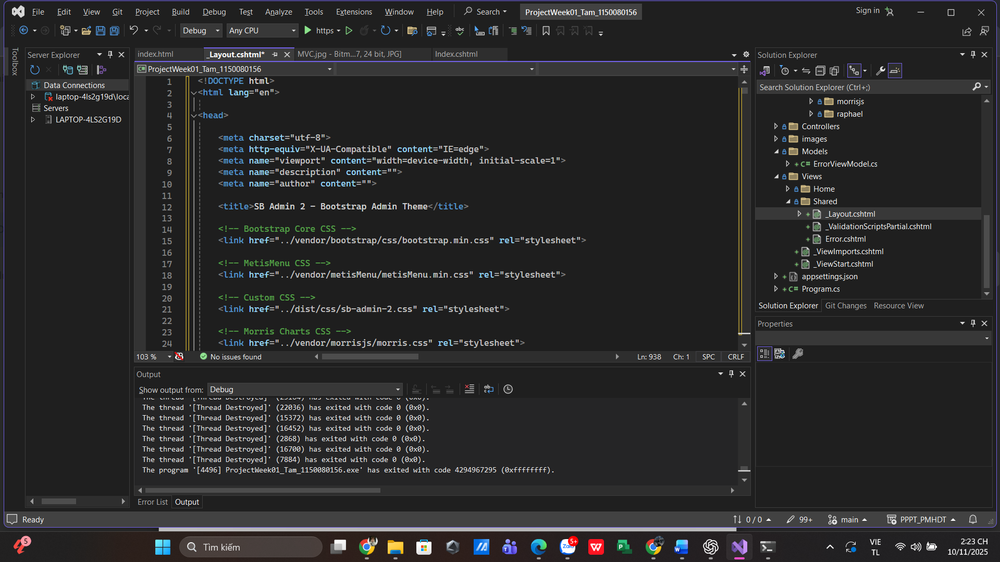 File Edit View Git Project Build Debug Test Analyze Tools Extensions Window Help Search ProjectWeek01_Tam_1150080156 Sign in
Debug Any CPU https
Toolbox
Server Explorer
Data Connections
laptop-4ls2g19d\loca
Servers
LAPTOP-4LS2G19D
index.html _Layout.cshtml* MVC.jpg - Bitm...7, 24 bit, JPG] Index.cshtml
C# ProjectWeek01_Tam_1150080156
1 <!DOCTYPE html>
2 <html lang="en">
3
4 <head>
5
6 <meta charset="utf-8">
7 <meta http-equiv="X-UA-Compatible" content="IE=edge">
8 <meta name="viewport" content="width=device-width, initial-scale=1">
9 <meta name="description" content="">
10 <meta name="author" content="">
11
12 <title>SB Admin 2 - Bootstrap Admin Theme</title>
13
14 <!-- Bootstrap Core CSS -->
15 <link href="../vendor/bootstrap/css/bootstrap.min.css" rel="stylesheet">
16
17 <!-- MetisMenu CSS -->
18 <link href="../vendor/metisMenu/metisMenu.min.css" rel="stylesheet">
19
20 <!-- Custom CSS -->
21 <link href="../dist/css/sb-admin-2.css" rel="stylesheet">
22
23 <!-- Morris Charts CSS -->
24 <link href="../vendor/morrisjs/morris.css" rel="stylesheet">
103 % No issues found Ln: 938 Ch: 1 SPC CRLF
Output
Show output from: Debug
The thread '[Thread Destroyed]' (22036) has exited with code 0 (0x0).
The thread '[Thread Destroyed]' (15372) has exited with code 0 (0x0).
The thread '[Thread Destroyed]' (16452) has exited with code 0 (0x0).
The thread '[Thread Destroyed]' (2868) has exited with code 0 (0x0).
The thread '[Thread Destroyed]' (16700) has exited with code 0 (0x0).
The thread '[Thread Destroyed]' (7884) has exited with code 0 (0x0).
The program '[4496] ProjectWeek01_Tam_1150080156.exe' has exited with code 4294967295 (0xffffffff).
Error List Output
Solution Explorer
Search Solution Explorer (Ctrl+;)
morrisjs
raphael
Controllers
images
Models
C# ErrorViewModel.cs
Views
Home
Shared
_Layout.cshtml
_ValidationScriptsPartial.cshtml
Error.cshtml
_ViewImports.cshtml
_ViewStart.cshtml
appsettings.json
C# Program.cs
Solution Explorer Git Changes Resource View
Properties
Ready 0 / 0 99+ main PPPT_PMHDT
5 Tìm kiếm Zalo 5+ VIE 2:23 CH
TL 10/11/2025